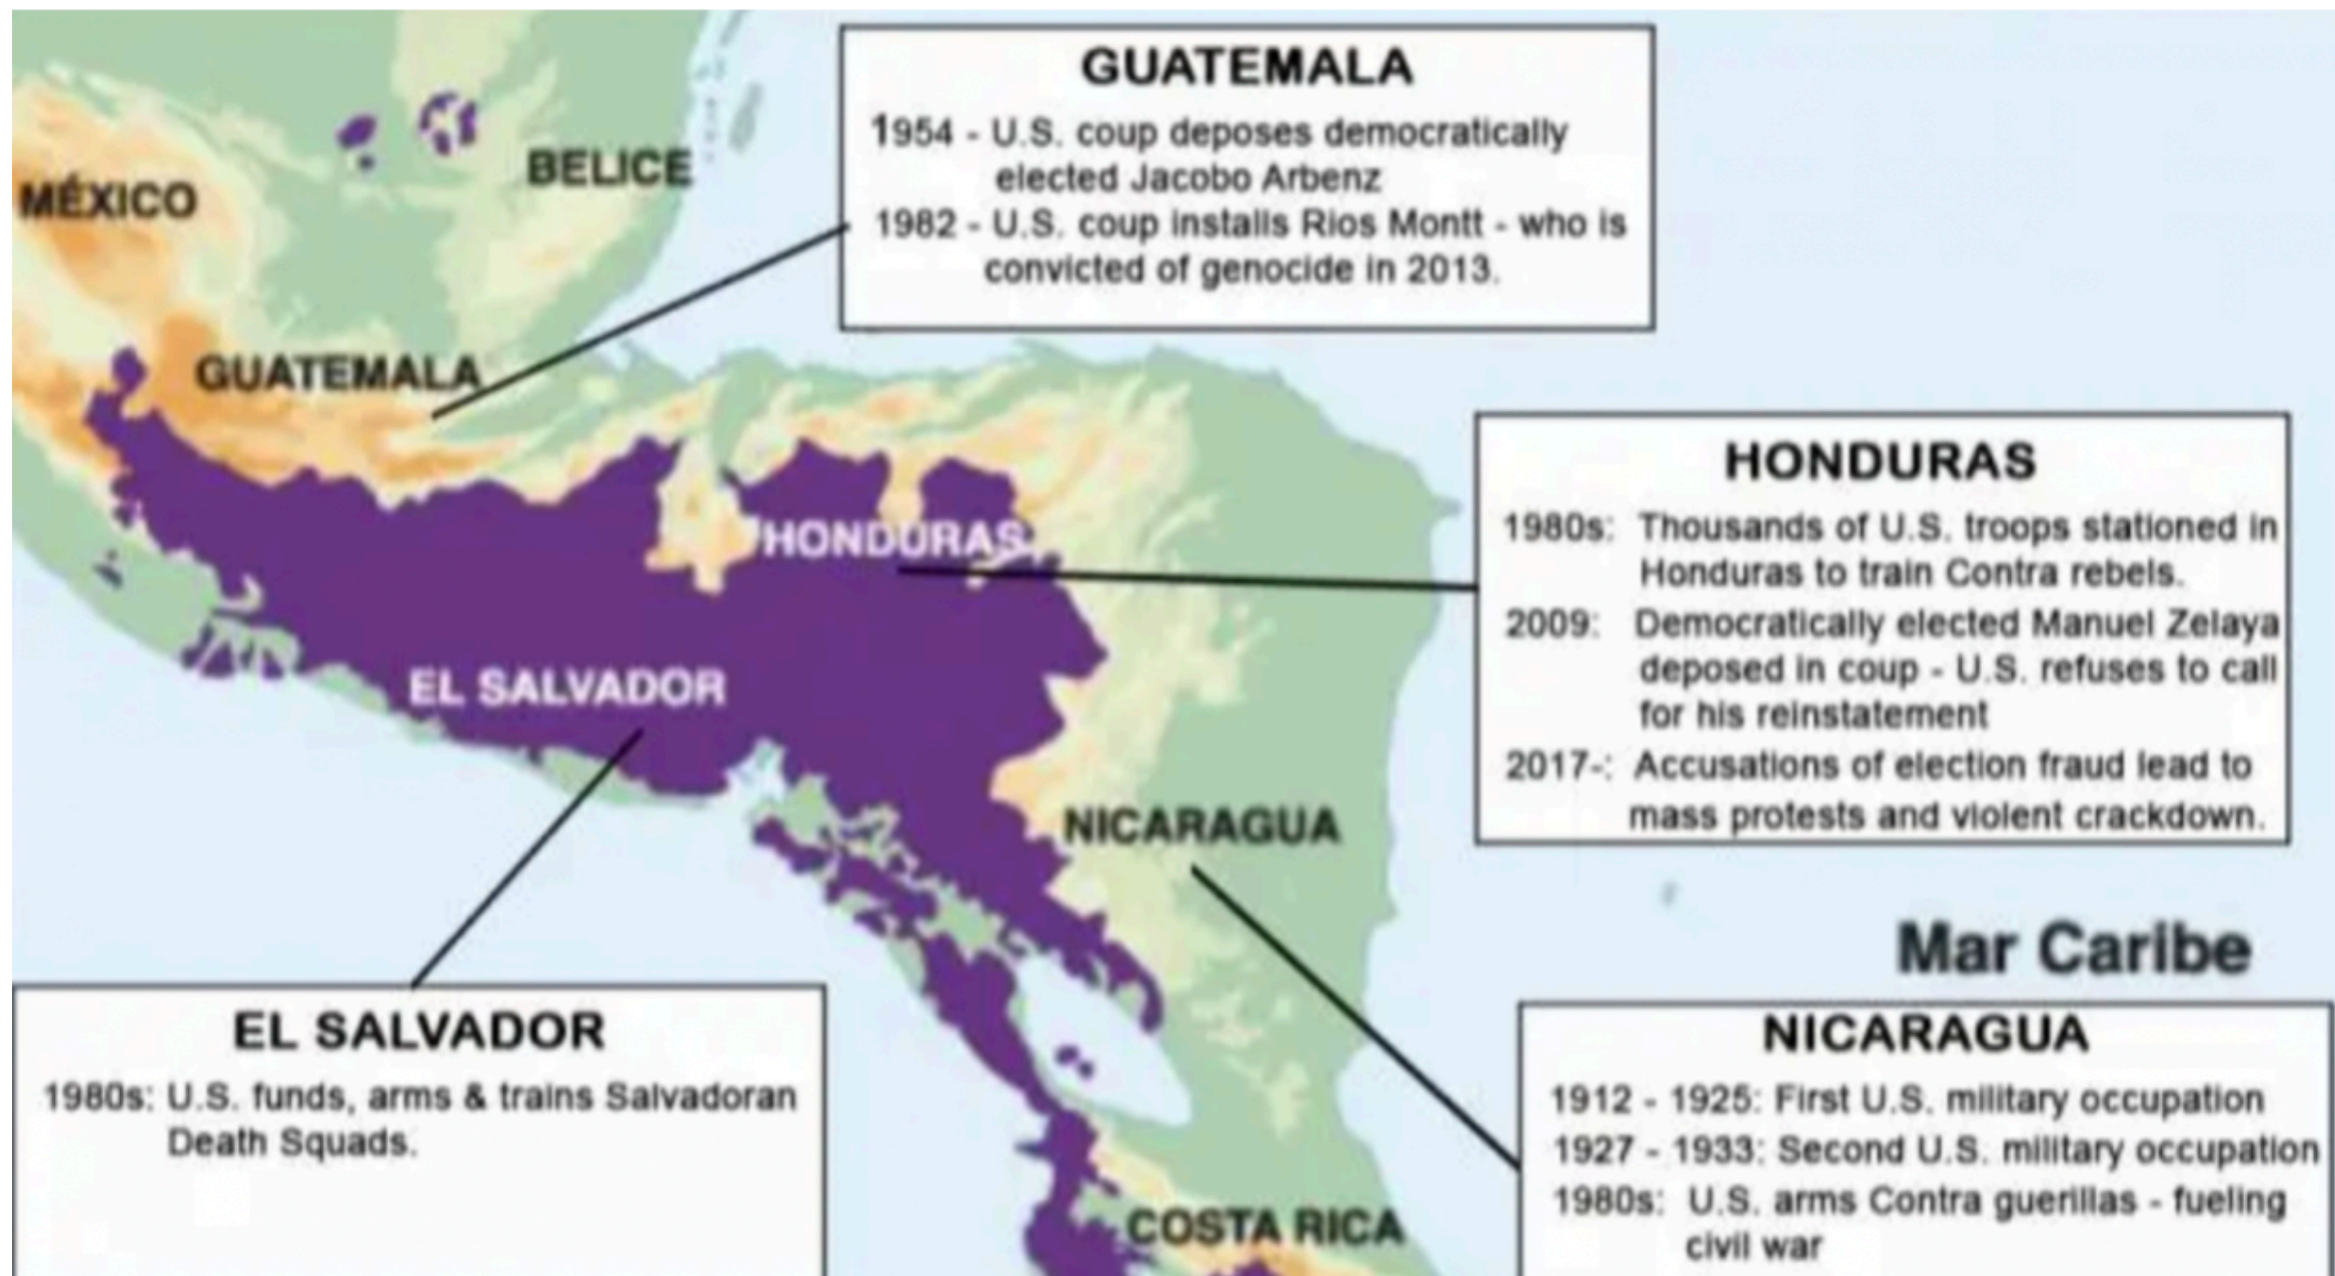 GUATEMALA
1954 - U.S. coup deposes democratically
elected Jacobo Arbenz
1982 - U.S. coup installs Rios Montt - who is
convicted of genocide in 2013.
BELICE
MÉXICO
GUATEMALA
HONDURAS
1980s: Thousands of U.S. troops stationed in
Honduras to train Contra rebels.
2009: Democratically elected Manuel Zelaya
deposed in coup - U.S. refuses to call
for his reinstatement
2017-: Accusations of election fraud lead to
mass protests and violent crackdown.
HONDURAS
EL SALVADOR
NICARAGUA
Mar Caribe
EL SALVADOR
1980s: U.S. funds, arms & trains Salvadoran
Death Squads.
NICARAGUA
1912 - 1925: First U.S. military occupation
1927 - 1933: Second U.S. military occupation
1980s: U.S. arms Contra guerillas - fueling
civil war
COSTA RICA